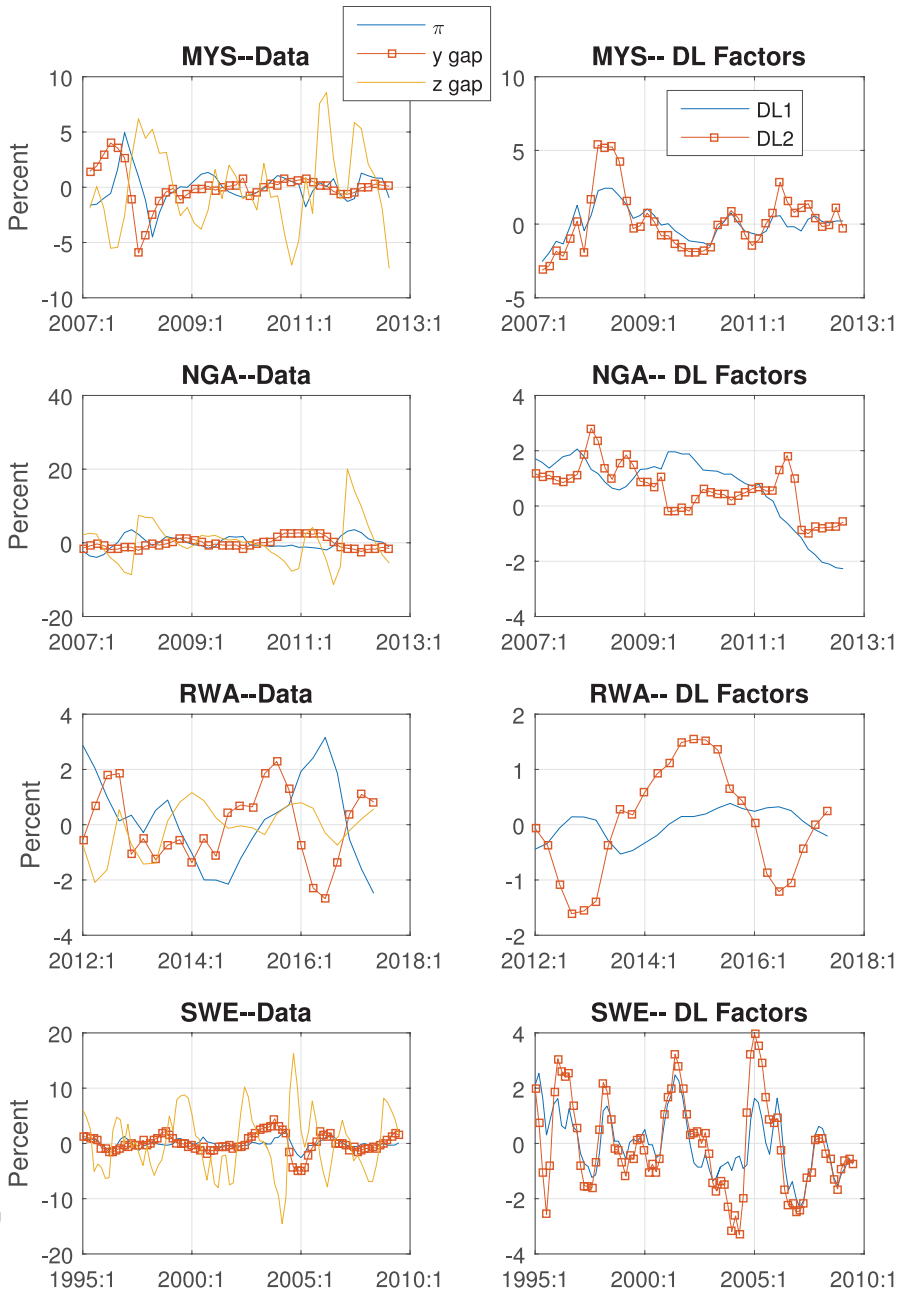 π
y gap
z gap
MYS--Data
Percent
10
5
0
-5
-10
2007:1 2009:1 2011:1 2013:1
MYS-- DL Factors
DL1
DL2
10
5
0
-5
2007:1 2009:1 2011:1 2013:1
NGA--Data
40
20
0
-20
2007:1 2009:1 2011:1 2013:1
NGA-- DL Factors
4
2
0
-2
-4
2007:1 2009:1 2011:1 2013:1
RWA--Data
Percent
4
2
0
-2
-4
2012:1 2014:1 2016:1 2018:1
RWA-- DL Factors
2
1
0
-1
-2
2012:1 2014:1 2016:1 2018:1
SWE--Data
Percent
20
10
0
-10
-20
1995:1 2000:1 2005:1 2010:1
SWE-- DL Factors
4
2
0
-2
-4
1995:1 2000:1 2005:1 2010:1